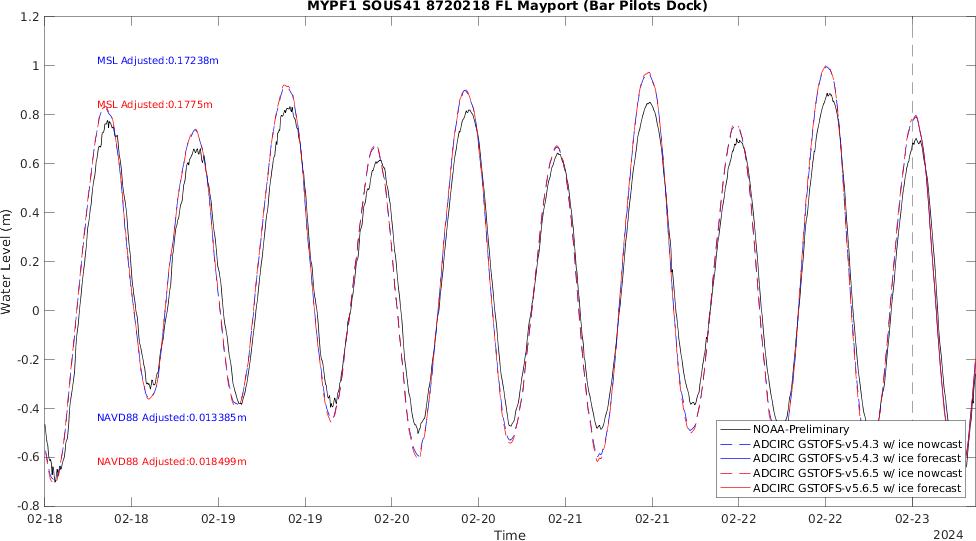 MYPF1 SOUS41 8720218 FL Mayport (Bar Pilots Dock)
1.2
1
0.8
0.6
0.4
0.2
0
-0.2
-0.4
-0.6
-0.8
Water Level (m)
MSL Adjusted:0.17238m
MSL Adjusted:0.1775m
NAVD88 Adjusted:0.013385m
NAVD88 Adjusted:0.018499m
NOAA-Preliminary
ADCIRC GSTOFS-v5.4.3 w/ ice nowcast
ADCIRC GSTOFS-v5.4.3 w/ ice forecast
ADCIRC GSTOFS-v5.6.5 w/ ice nowcast
ADCIRC GSTOFS-v5.6.5 w/ ice forecast
02-18 02-18 02-19 02-19 02-20 02-20 02-21 02-21 02-22 02-22 02-23
Time
2024